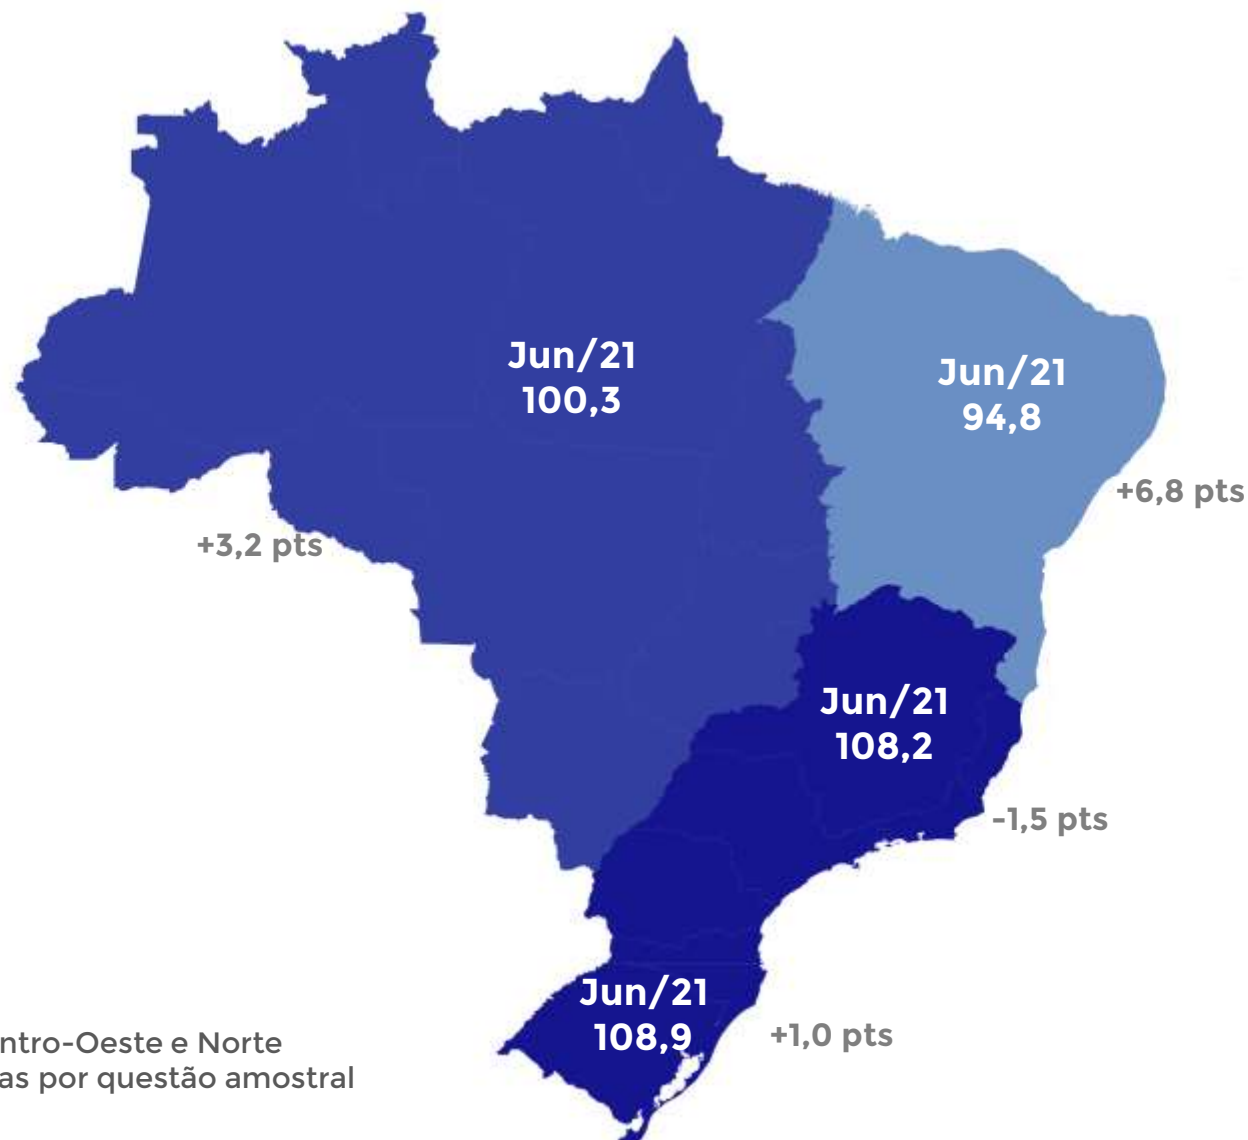 Jun/21
100,3
Jun/21
94,8
+6,8 pts
+3,2 pts
Jun/21
108,2
-1,5 pts
Jun/21
108,9
+1,0 pts
ntro-Oeste e Norte
as por questão amostral